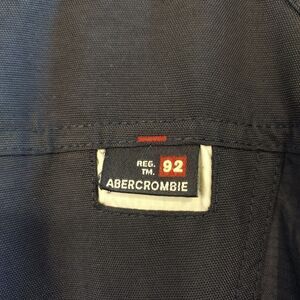 REG. 92
TM.
ABERCROMBIE